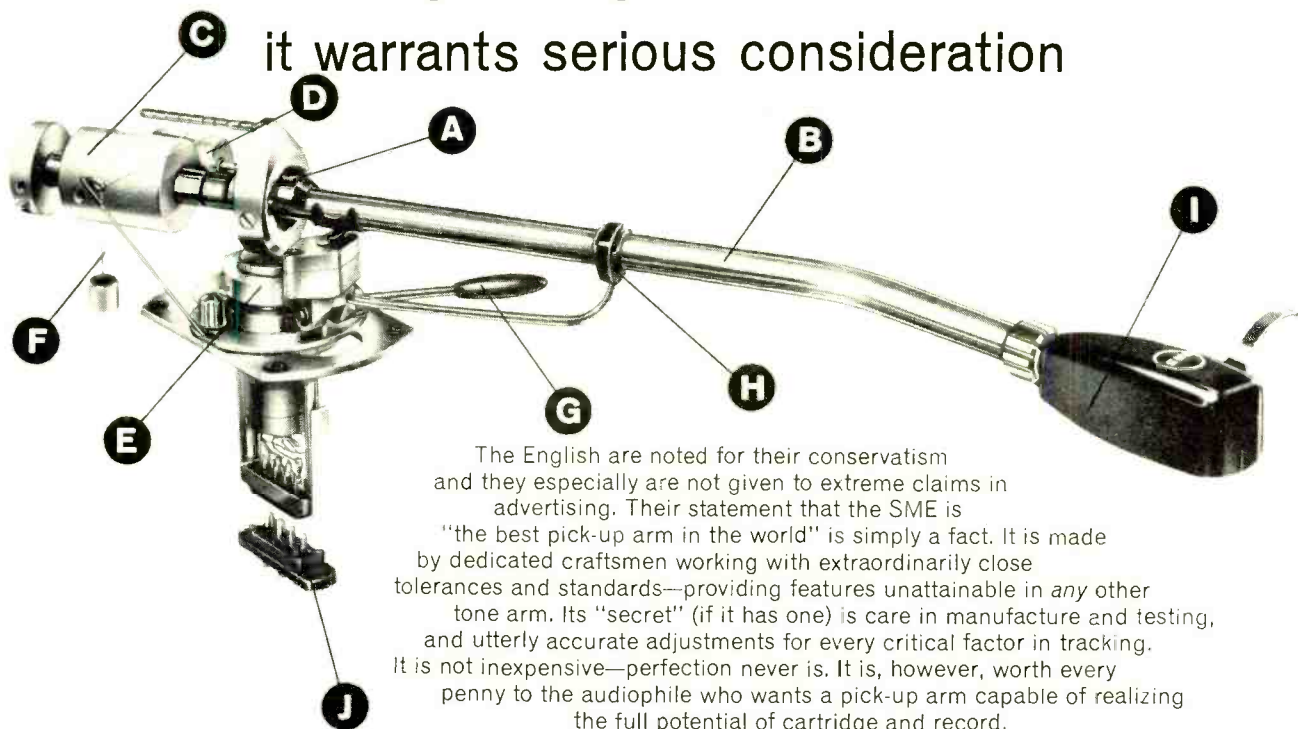 it warrants serious consideration
C
D
A
B
I
F
E
G
H
J
The English are noted for their conservatism
and they especially are not given to extreme claims in
advertising. Their statement that the SME is
"the best pick-up arm in the world" is simply a fact. It is made
by dedicated craftsmen working with extraordinarily close
tolerances and standards—providing features unattainable in any other
tone arm. Its "secret" (if it has one) is care in manufacture and testing,
and utterly accurate adjustments for every critical factor in tracking.
It is not inexpensive—perfection never is. It is, however, worth every
penny to the audiophile who wants a pick-up arm capable of realizing
the full potential of cartridge and record.